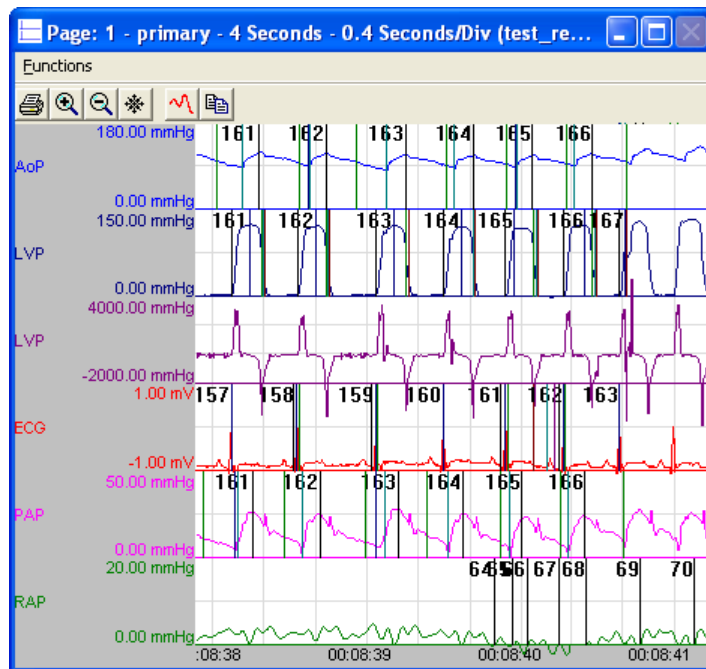 Page: 1 - primary - 4 Seconds - 0.4 Seconds/Div (test_re...
Functions
180.00 mmHg
AoP
0.00 mmHg
161 162 163 164 165 166
150.00 mmHg
LVP
0.00 mmHg
161 162 163 164 165 166 167
4000.00 mmHg
LVP
-2000.00 mmHg
1.00 mV
ECG
-1.00 mV
157 158 159 160 161 162 163
50.00 mmHg
PAP
0.00 mmHg
161 162 163 164 165 166
20.00 mmHg
RAP
0.00 mmHg
64 65 66 67 68 69 70
:08:38 00:08:39 00:08:40 00:08:41